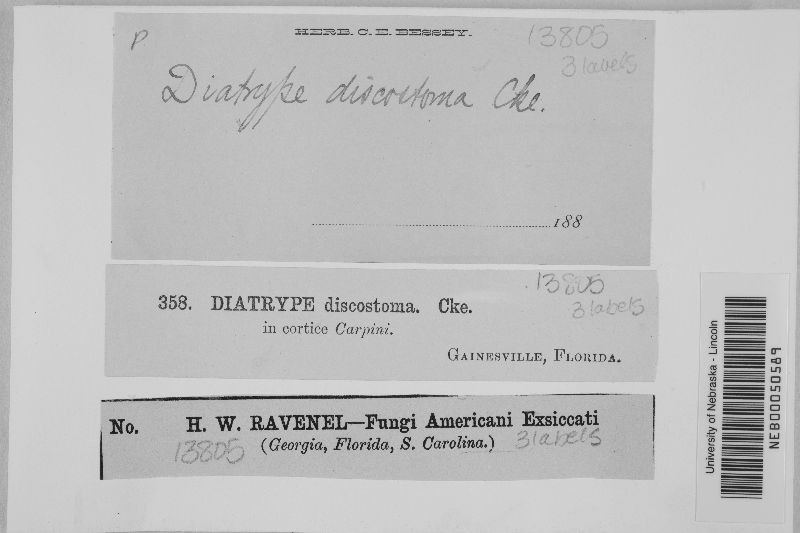 HERB. C. E. BESSEY.
P
13805
3 labels
Diatrype discostoma Cke.
188
13805
3 labels
358. DIATRYPE discostoma. Cke.
in cortice Carpini.
GAINESVILLE, FLORIDA.
No. H. W. RAVENEL—Fungi Americani Exsiccati
(Georgia, Florida, S. Carolina.)
13805
3 labels
University of Nebraska - Lincoln
NEB00050589